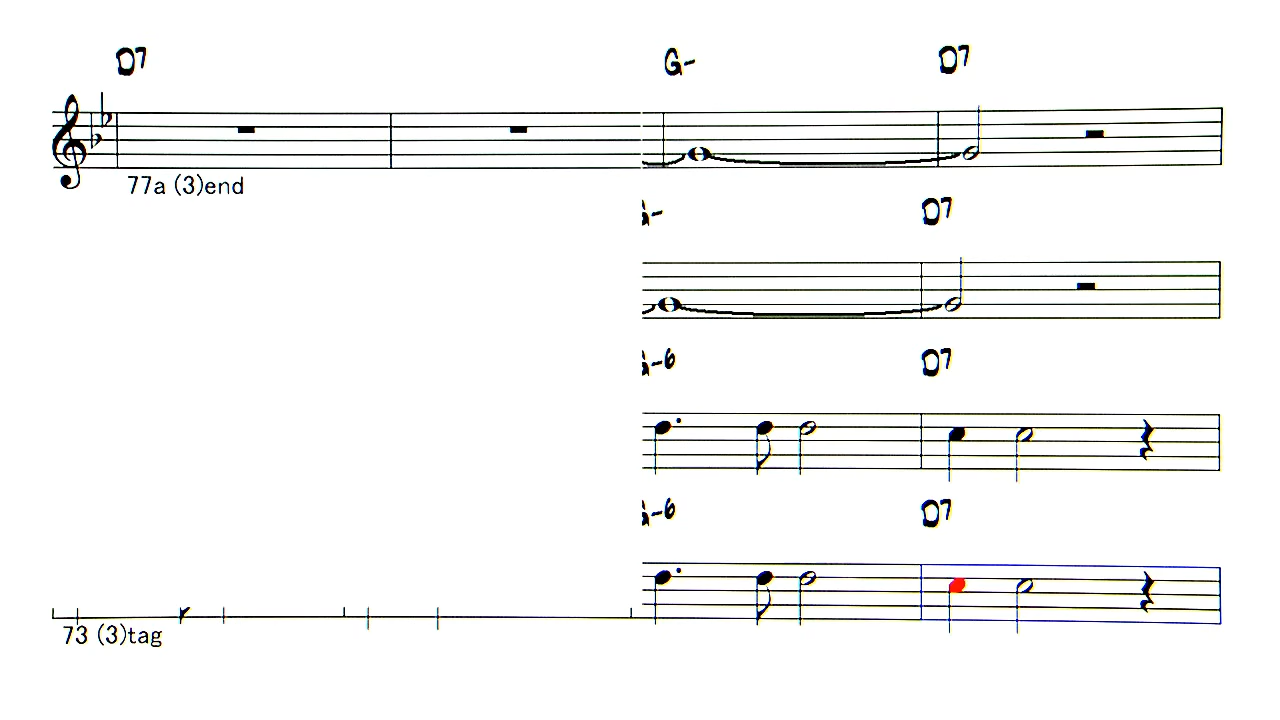 D7 G- D7
77a (3)end
- D7
-6 D7
-6 D7
73 (3)tag